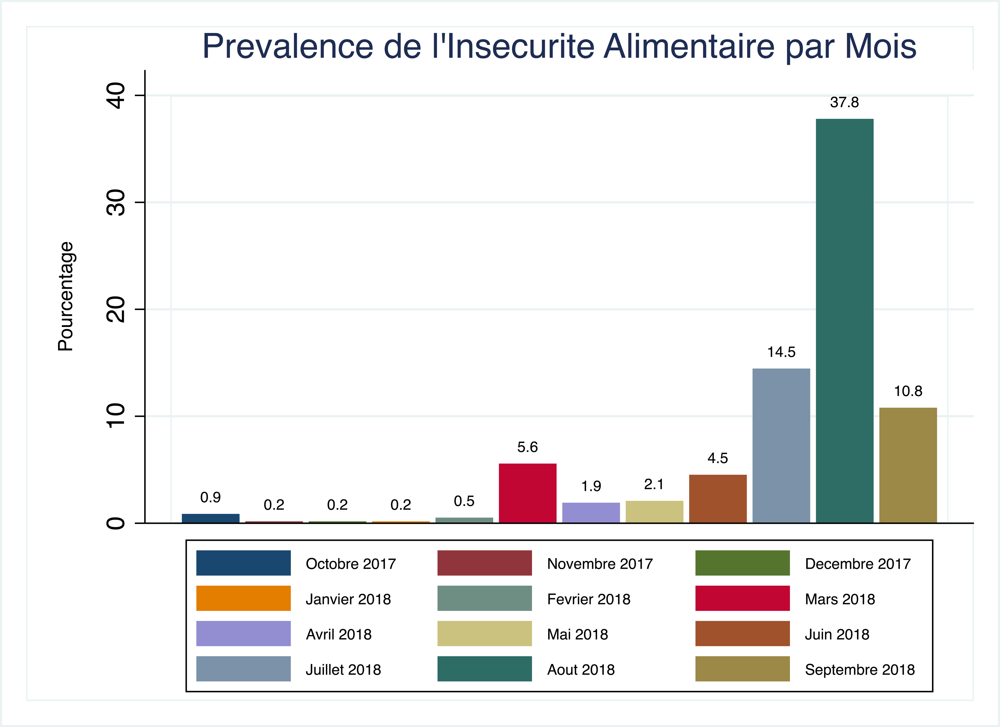 Prevalence de l'Insecurite Alimentaire par Mois
Pourcentage
40
30
20
10
0
0.9
0.2
0.2
0.2
0.5
5.6
1.9
2.1
4.5
14.5
37.8
10.8
Octobre 2017
Novembre 2017
Decembre 2017
Janvier 2018
Fevrier 2018
Mars 2018
Avril 2018
Mai 2018
Juin 2018
Juillet 2018
Aout 2018
Septembre 2018